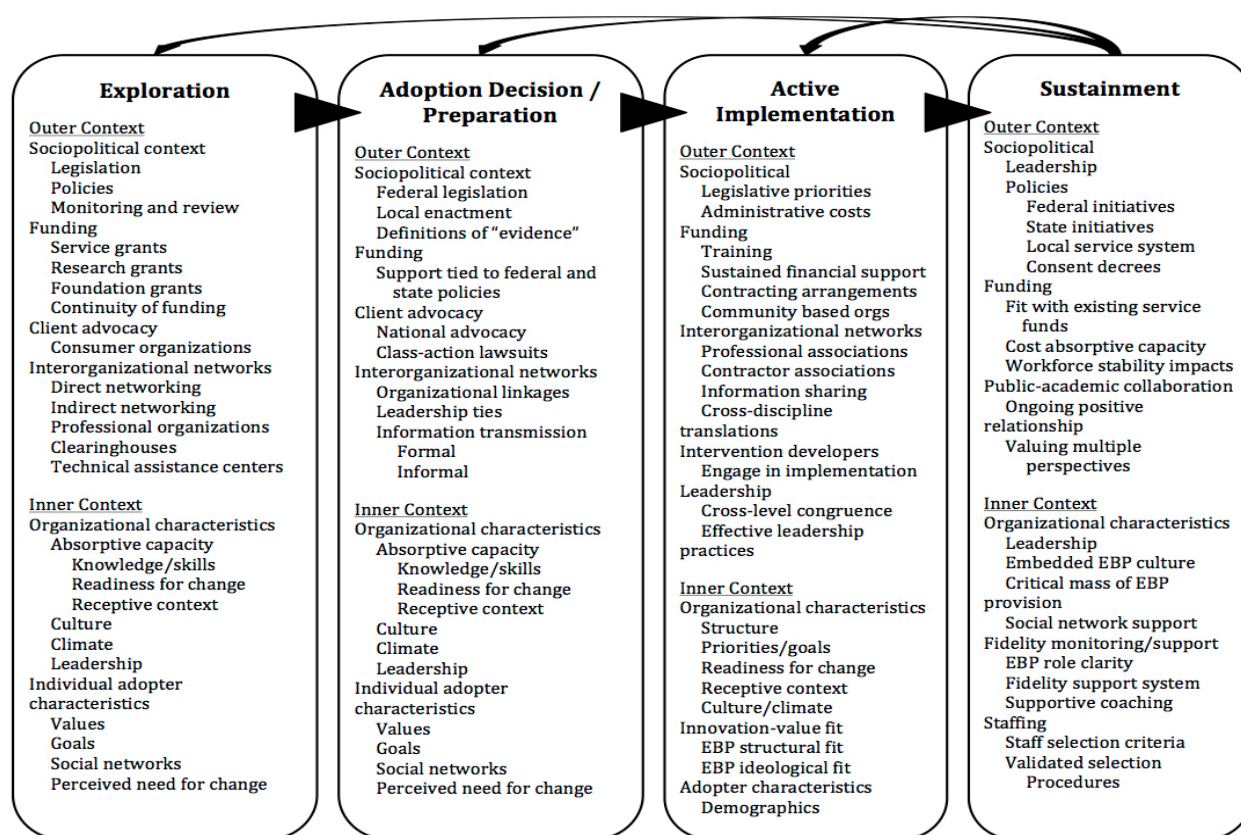 Exploration
Outer Context
Sociopolitical context
Legislation
Policies
Monitoring and review
Funding
Service grants
Research grants
Foundation grants
Continuity of funding
Client advocacy
Consumer organizations
Interorganizational networks
Direct networking
Indirect networking
Professional organizations
Clearinghouses
Technical assistance centers
Inner Context
Organizational characteristics
Absorptive capacity
Knowledge/skills
Readiness for change
Receptive context
Culture
Climate
Leadership
Individual adopter
characteristics
Values
Goals
Social networks
Perceived need for change
Adoption Decision /
Preparation
Outer Context
Sociopolitical context
Federal legislation
Local enactment
Definitions of “evidence”
Funding
Support tied to federal and
state policies
Client advocacy
National advocacy
Class-action lawsuits
Interorganizational networks
Organizational linkages
Leadership ties
Information transmission
Formal
Informal
Inner Context
Organizational characteristics
Absorptive capacity
Knowledge/skills
Readiness for change
Receptive context
Culture
Climate
Leadership
Individual adopter
characteristics
Values
Goals
Social networks
Perceived need for change
Active
Implementation
Outer Context
Sociopolitical
Legislative priorities
Administrative costs
Funding
Training
Sustained financial support
Contracting arrangements
Community based orgs
Interorganizational networks
Professional associations
Contractor associations
Information sharing
Cross-discipline
translations
Intervention developers
Engage in implementation
Leadership
Cross-level congruence
Effective leadership
practices
Inner Context
Organizational characteristics
Structure
Priorities/goals
Readiness for change
Receptive context
Culture/climate
Innovation-value fit
EBP structural fit
EBP ideological fit
Adopter characteristics
Demographics
Sustainment
Outer Context
Sociopolitical
Leadership
Policies
Federal initiatives
State initiatives
Local service system
Consent decrees
Funding
Fit with existing service
funds
Cost absorptive capacity
Workforce stability impacts
Public-academic collaboration
Ongoing positive
relationship
Valuing multiple
perspectives
Inner Context
Organizational characteristics
Leadership
Embedded EBP culture
Critical mass of EBP
provision
Social network support
Fidelity monitoring/support
EBP role clarity
Fidelity support system
Supportive coaching
Staffing
Staff selection criteria
Validated selection
Procedures